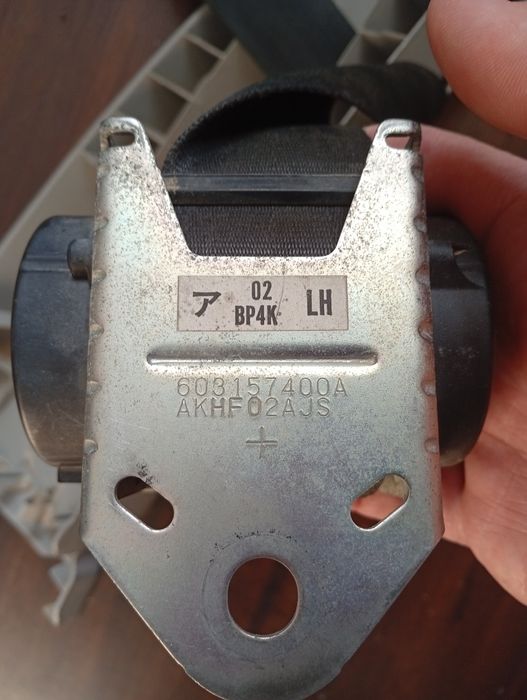 ア 02 LH
BP4K
603157400A
AKHF02AJS